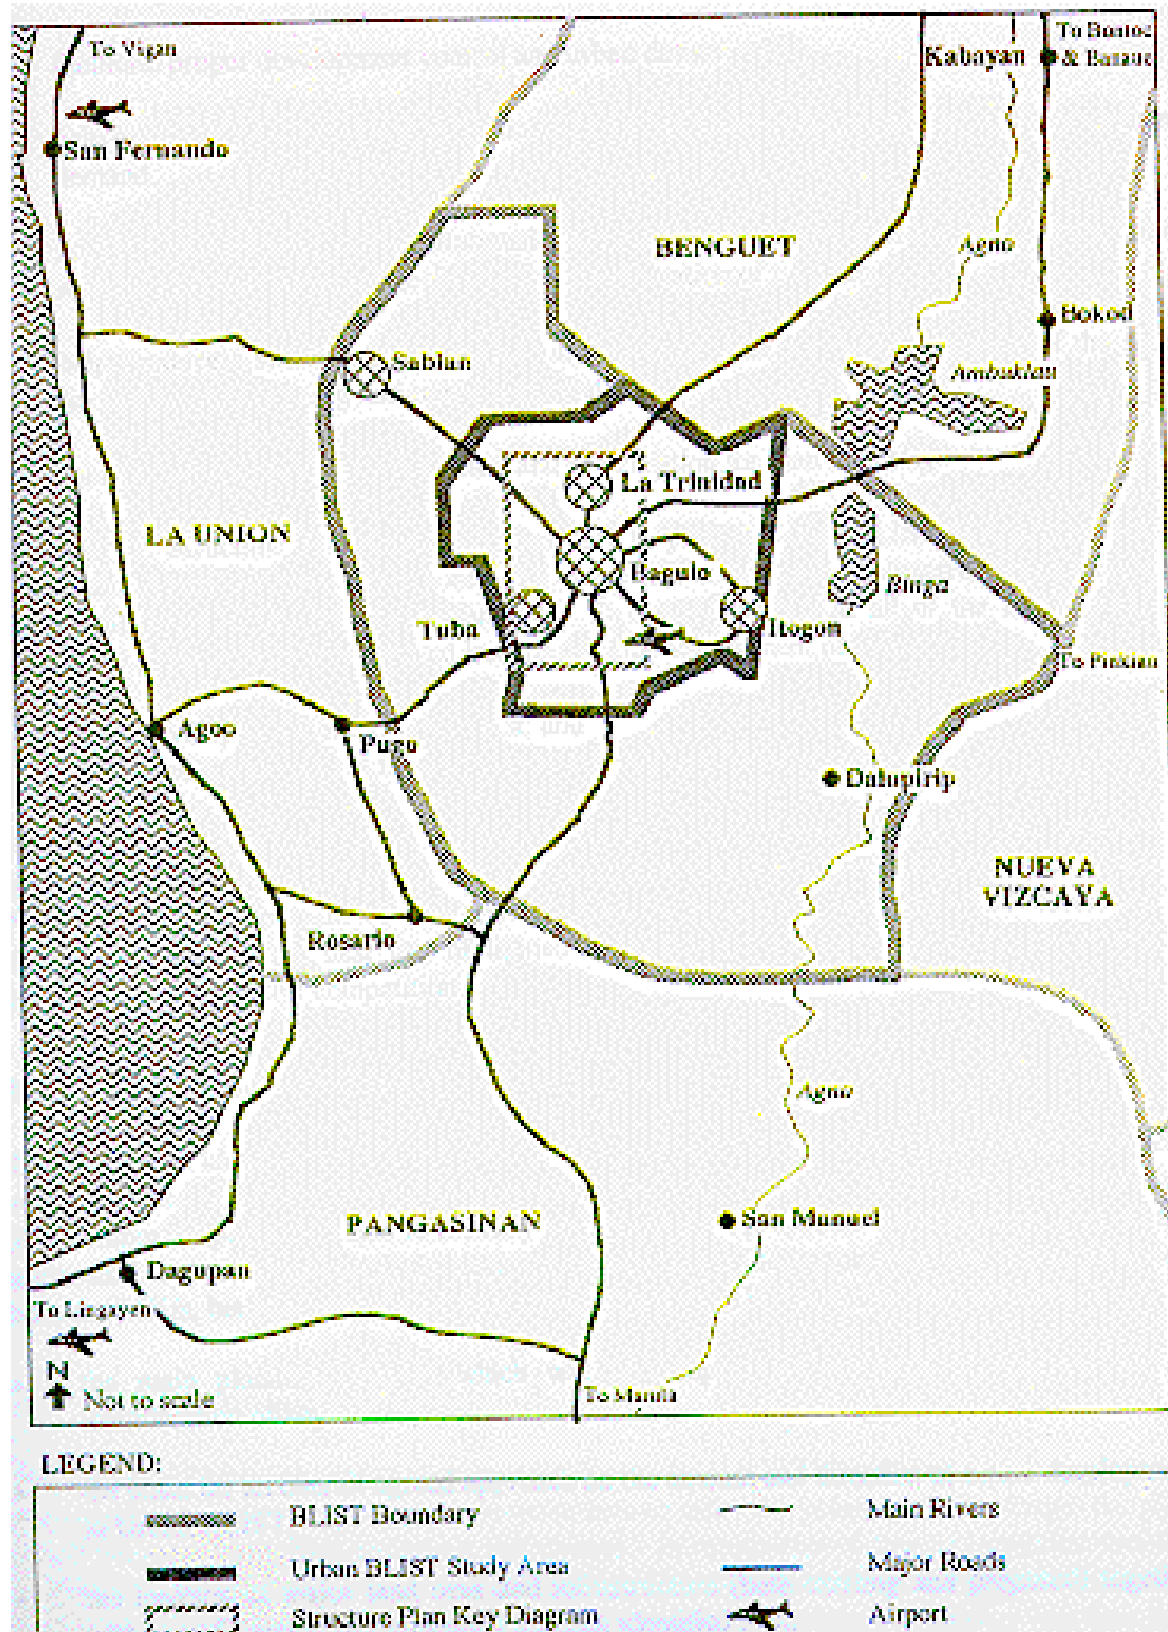 To Vigan
Kabayan
To Bontoc
& Banaue
San Fernando
BENGUET
Agno
Bokod
Sablan
Ambuklao
La Trinidad
LA UNION
Baguio
Binga
Tuba
Itogon
To Pinkian
Agoo
Pugo
Dalupirip
NUEVA
VIZCAYA
Rosario
Agno
PANGASINAN
San Manuel
Dagupan
To Lingayen
N
Not to scale
To Manila
LEGEND:
BLIST Boundary
Main Rivers
Urban BLIST Study Area
Major Roads
Structure Plan Key Diagram
Airport